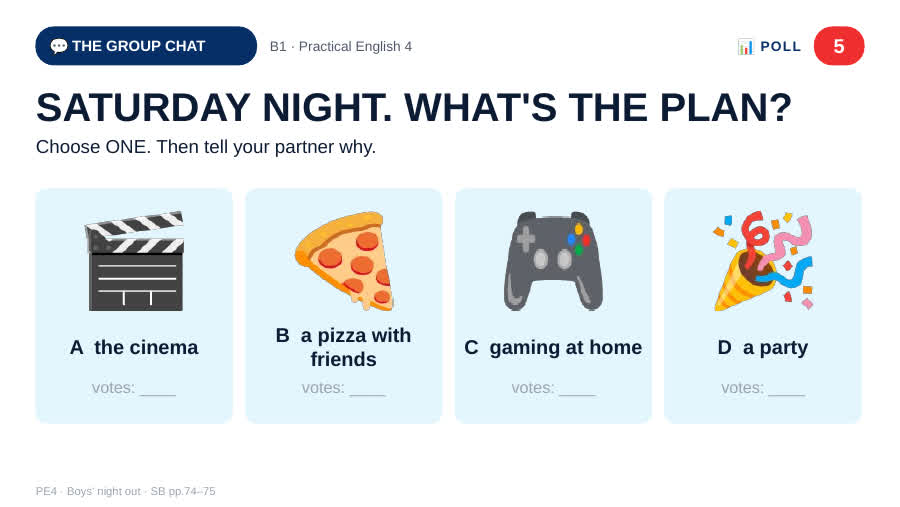 💬 THE GROUP CHAT
B1 · Practical English 4
📊 POLL
5
SATURDAY NIGHT. WHAT'S THE PLAN?
Choose ONE. Then tell your partner why.
A the cinema
votes: ____
B a pizza with
friends
votes: ____
C gaming at home
votes: ____
D a party
votes: ____
PE4 · Boys' night out · SB pp.74–75